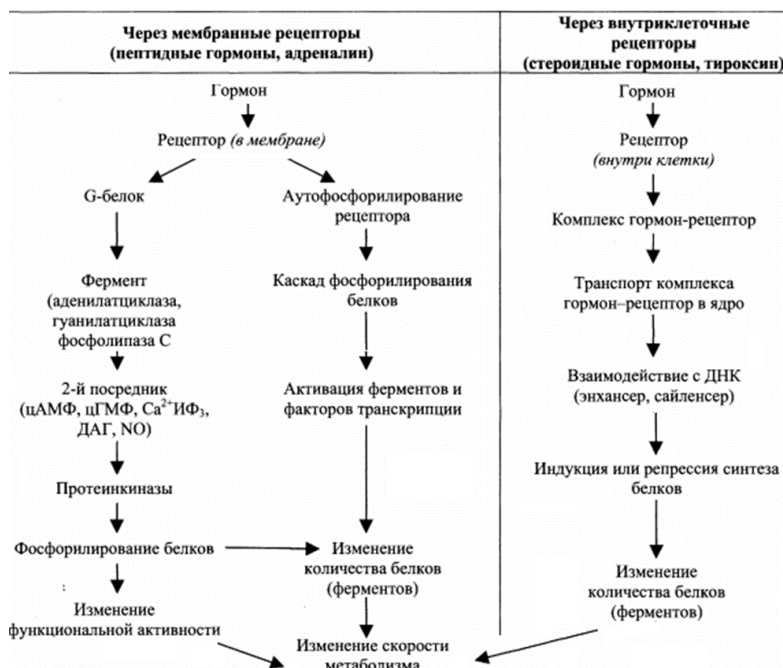 Через мембранные рецепторы
(пептидные гормоны, адреналин)
Через внутриклеточные
рецепторы
(стероидные гормоны, тироксин)
Гормон
Рецептор (в мембране)
G-белок
Фермент
(аденилатциклаза,
гуанилатциклаза
фосфолипаза С
2-й посредник
(цАМФ, цГМФ, Ca²⁺ИФ₃,
ДАГ, NO)
Протеинкиназы
Фосфорилирование белков
Изменение
функциональной активности
Аутофосфорилирование
рецептора
Каскад фосфорилирования
белков
Активация ферментов и
факторов транскрипции
Изменение
количества белков
(ферментов)
Изменение скорости
метаболизма
Гормон
Рецептор
(внутри клетки)
Комплекс гормон-рецептор
Транспорт комплекса
гормон–рецептор в ядро
Взаимодействие с ДНК
(энхансер, сайленсер)
Индукция или репрессия синтеза
белков
Изменение
количества белков
(ферментов)